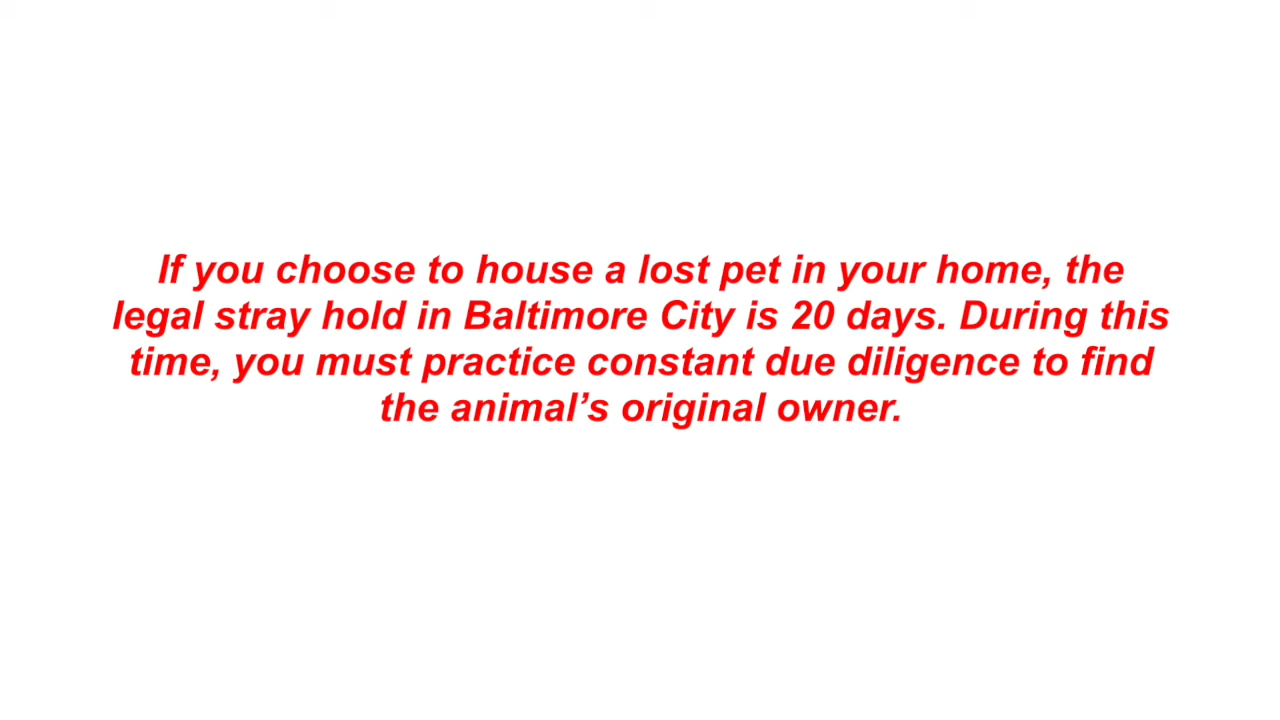 If you choose to house a lost pet in your home, the
legal stray hold in Baltimore City is 20 days. During this
time, you must practice constant due diligence to find
the animal’s original owner.